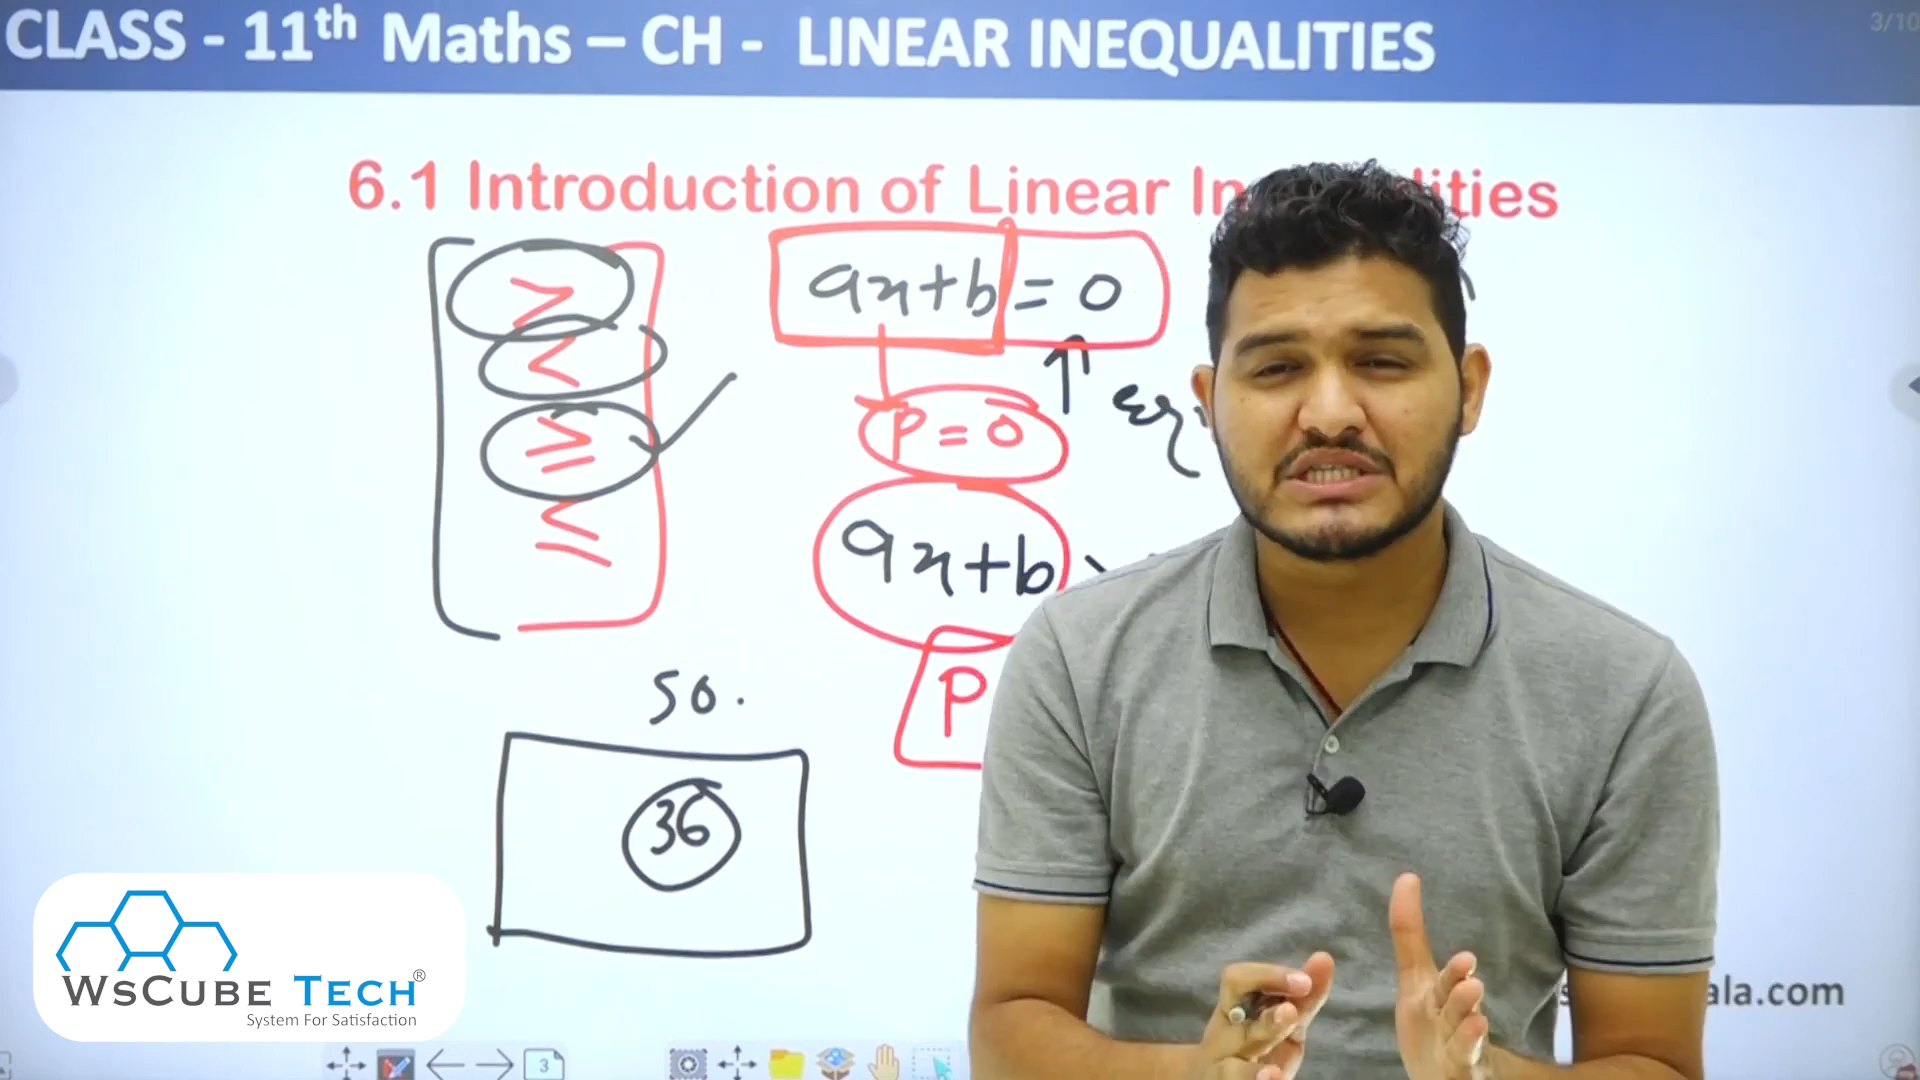 CLASS - 11th Maths – CH - LINEAR INEQUALITIES
3/10
6.1 Introduction of Linear In lities
>
<
≥
≤
ax+b = 0
P = 0
ax+b >
P
50.
36
WsCube Tech®
System For Satisfaction
ala.com
3